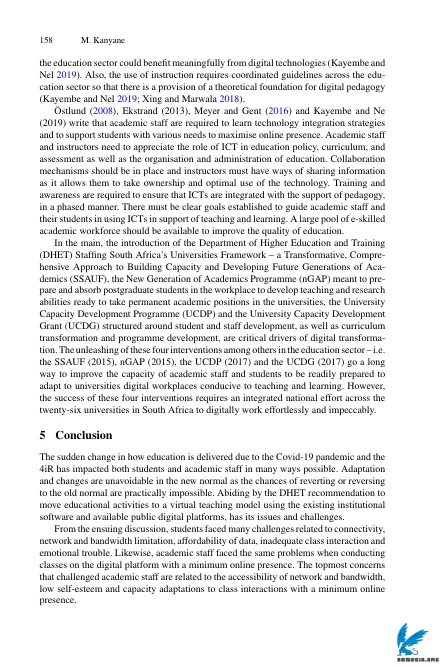 158 M. Kanyane
the education sector could benefit meaningfully from digital technologies (Kayembe and
Nel 2019). Also, the use of instruction requires coordinated guidelines across the edu-
cation sector so that there is a provision of a theoretical foundation for digital pedagogy
(Kayembe and Nel 2019; Xing and Marwala 2018).
Östlund (2008), Ekstrand (2013), Meyer and Gent (2016) and Kayembe and Ne
(2019) write that academic staff are required to learn technology integration strategies
and to support students with various needs to maximise online presence. Academic staff
and instructors need to appreciate the role of ICT in education policy, curriculum, and
assessment as well as the organisation and administration of education. Collaboration
mechanisms should be in place and instructors must have ways of sharing information
as it allows them to take ownership and optimal use of the technology. Training and
awareness are required to ensure that ICTs are integrated with the support of pedagogy,
in a phased manner. There must be clear goals established to guide academic staff and
their students in using ICTs in support of teaching and learning. A large pool of e-skilled
academic workforce should be available to improve the quality of education.
In the main, the introduction of the Department of Higher Education and Training
(DHET) Staffing South Africa's Universities Framework – a Transformative, Compre-
hensive Approach to Building Capacity and Developing Future Generations of Aca-
demics (SSAUF), the New Generation of Academics Programme (nGAP) meant to pre-
pare and absorb postgraduate students in the workplace to develop teaching and research
abilities ready to take permanent academic positions in the universities, the University
Capacity Development Programme (UCDP) and the University Capacity Development
Grant (UCDG) structured around student and staff development, as well as curriculum
transformation and programme development, are critical drivers of digital transforma-
tion. The unleashing of these four interventions among others in the education sector – i.e.
the SSAUF (2015), nGAP (2015), the UCDP (2017) and the UCDG (2017) go a long
way to improve the capacity of academic staff and students to be readily prepared to
adapt to universities digital workplaces conducive to teaching and learning. However,
the success of these four interventions requires an integrated national effort across the
twenty-six universities in South Africa to digitally work effortlessly and impeccably.
5 Conclusion
The sudden change in how education is delivered due to the Covid-19 pandemic and the
4iR has impacted both students and academic staff in many ways possible. Adaptation
and changes are unavoidable in the new normal as the chances of reverting or reversing
to the old normal are practically impossible. Abiding by the DHET recommendation to
move educational activities to a virtual teaching model using the existing institutional
software and available public digital platforms, has its issues and challenges.
From the ensuing discussion, students faced many challenges related to connectivity,
network and bandwidth limitation, affordability of data, inadequate class interaction and
emotional trouble. Likewise, academic staff faced the same problems when conducting
classes on the digital platform with a minimum online presence. The topmost concerns
that challenged academic staff are related to the accessibility of network and bandwidth,
low self-esteem and capacity adaptations to class interactions with a minimum online
presence.